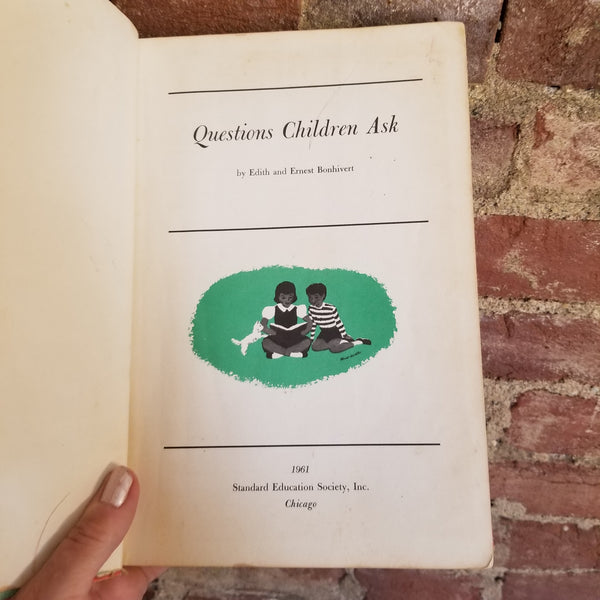 Questions Children Ask
by Edith and Ernest Bonhivert
1961
Standard Education Society, Inc.
Chicago